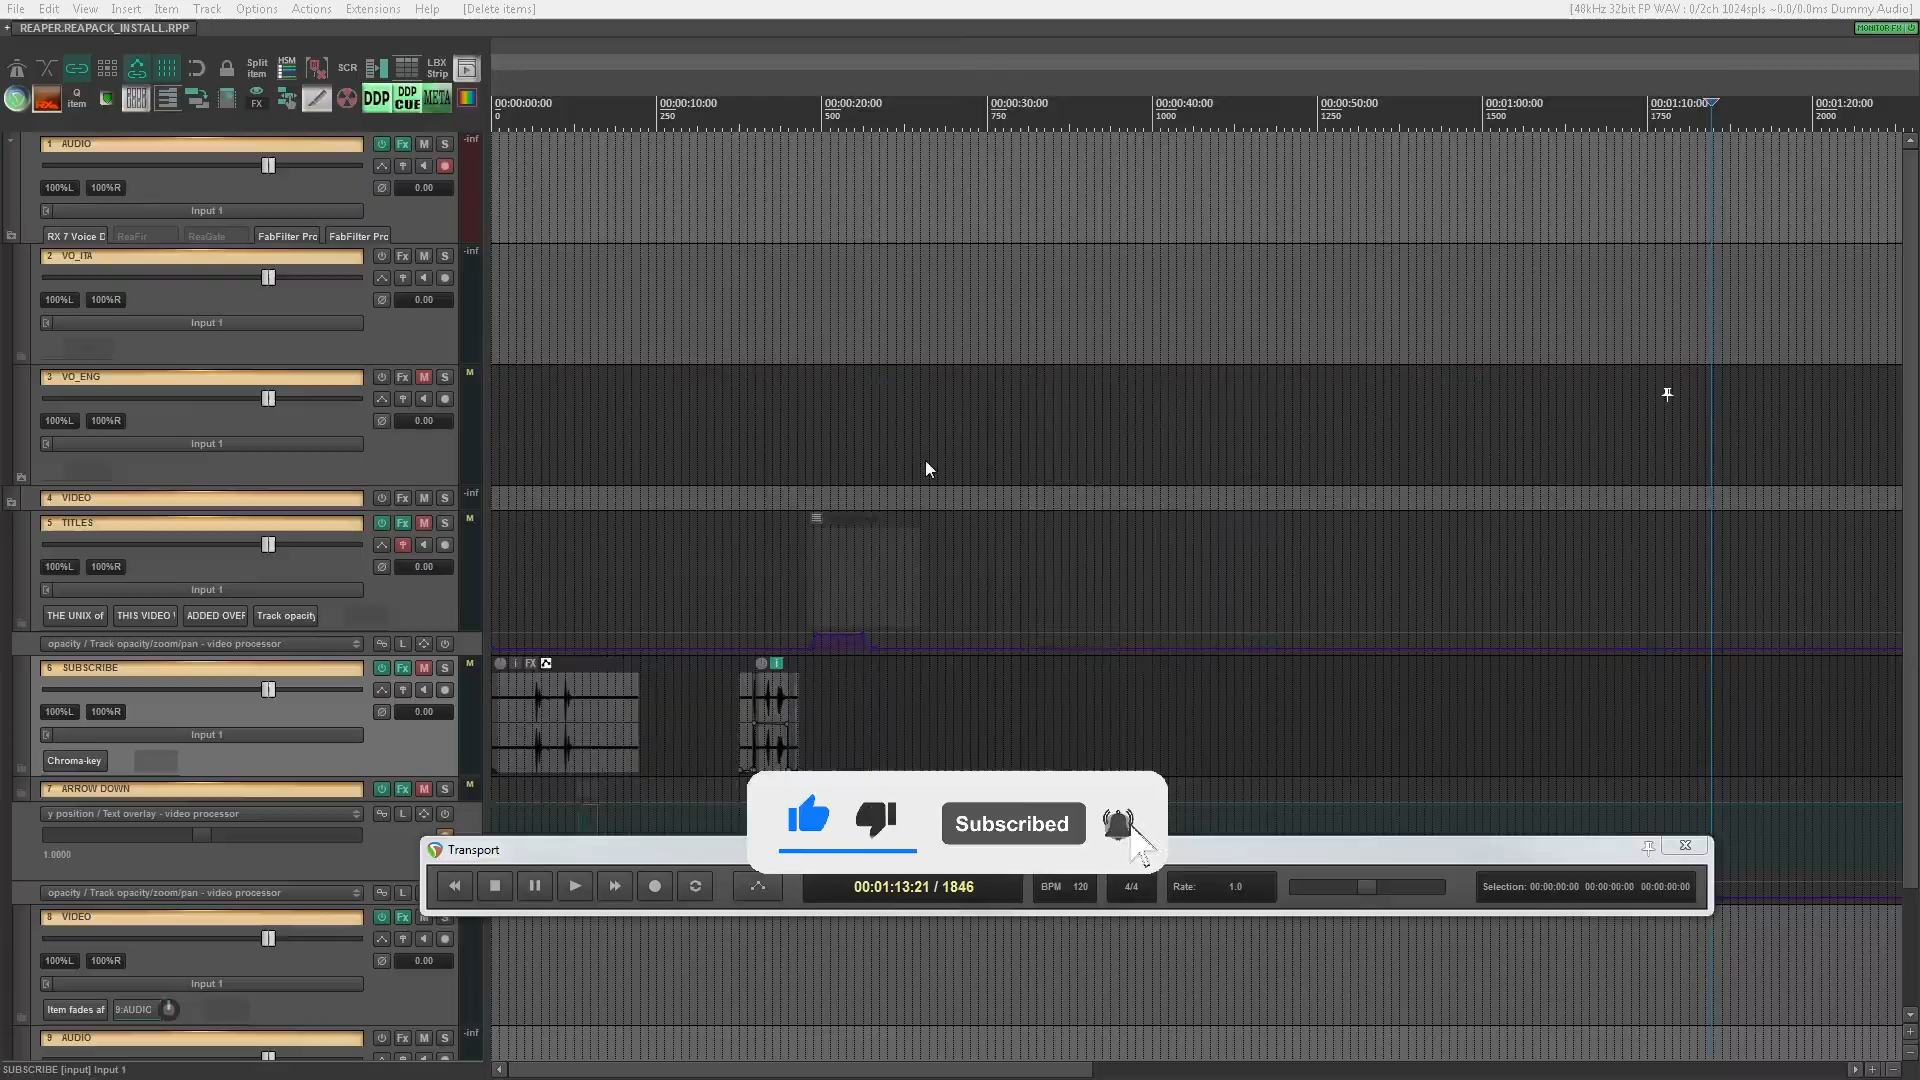 File Edit View Insert Item Track Options Actions Extensions Help [Delete items] [48kHz 32bit FP WAV : 0/2ch 1024spls ~0.0/0.0ms Dummy Audio]
REAPER.REAPACK_INSTALL.RPP MONITOR FX
Split item HSM SCR LBX Strip
Q item FX DDP DDP CUE META
00:00:00:00 00:00:10:00 00:00:20:00 00:00:30:00 00:00:40:00 00:00:50:00 00:01:00:00 00:01:10:00 00:01:20:00
0 250 500 750 1000 1250 1500 1750 2000
1 AUDIO Fx M S -inf
100%L 100%R 0.00
Input 1
RX 7 Voice D ReaFir ReaGate FabFilter Pro FabFilter Pro
2 VO_ITA Fx M S -inf
100%L 100%R 0.00
Input 1
3 VO_ENG Fx M S M
100%L 100%R 0.00
Input 1
4 VIDEO Fx M S -inf
5 TITLES Fx M S M
100%L 100%R 0.00
Input 1
THE UNIX of THIS VIDEO ADDED OVER Track opacity
opacity / Track opacity/zoom/pan - video processor L
6 SUBSCRIBE Fx M S M
i FX i
100%L 100%R 0.00
Input 1
Chroma-key
7 ARROW DOWN Fx M S M
y position / Text overlay - video processor L
1.0000
Subscribed
Transport
00:01:13:21 / 1846 BPM 120 4/4 Rate: 1.0 Selection: 00:00:00:00 00:00:00:00 00:00:00:00
opacity / Track opacity/zoom/pan - video processor L
8 VIDEO Fx
100%L 100%R 0.00
Input 1
Item fades af 9:AUDIO
9 AUDIO Fx M S -inf
SUBSCRIBE [input] Input 1